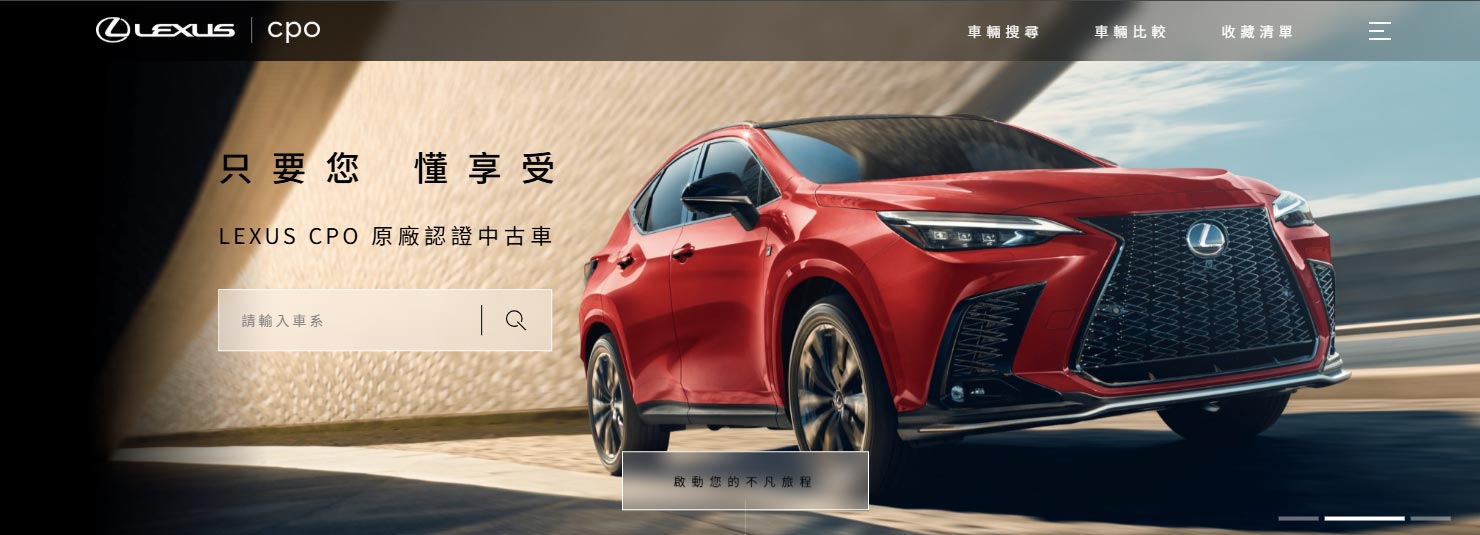 LEXUS cpo
車輛搜尋 車輛比較 收藏清單
只要您 懂享受
LEXUS CPO 原廠認證中古車
請輸入車系
啟動您的不凡旅程